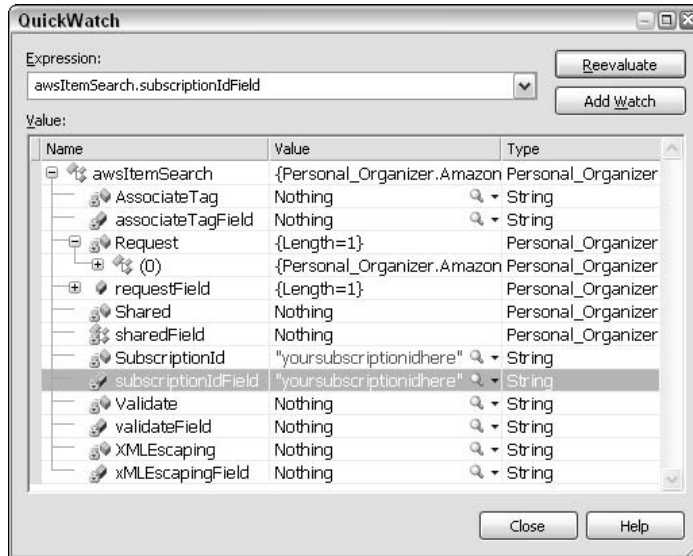 QuickWatch
Expression:
Reevaluate
awsItemSearch.subscriptionIdField
Add Watch
Value:
Name Value Type
awsItemSearch {Personal_Organizer.Amazon Personal_Organizer
AssociateTag Nothing String
associateTagField Nothing String
Request {Length=1} Personal_Organizer
(0) {Personal_Organizer.Amazon Personal_Organizer
requestField {Length=1} Personal_Organizer
Shared Nothing Personal_Organizer
sharedField Nothing Personal_Organizer
SubscriptionId "yoursubscriptionidhere" String
subscriptionIdField "yoursubscriptionidhere" String
Validate Nothing String
validateField Nothing String
XMLEscaping Nothing String
xMLEscapingField Nothing String
Close Help